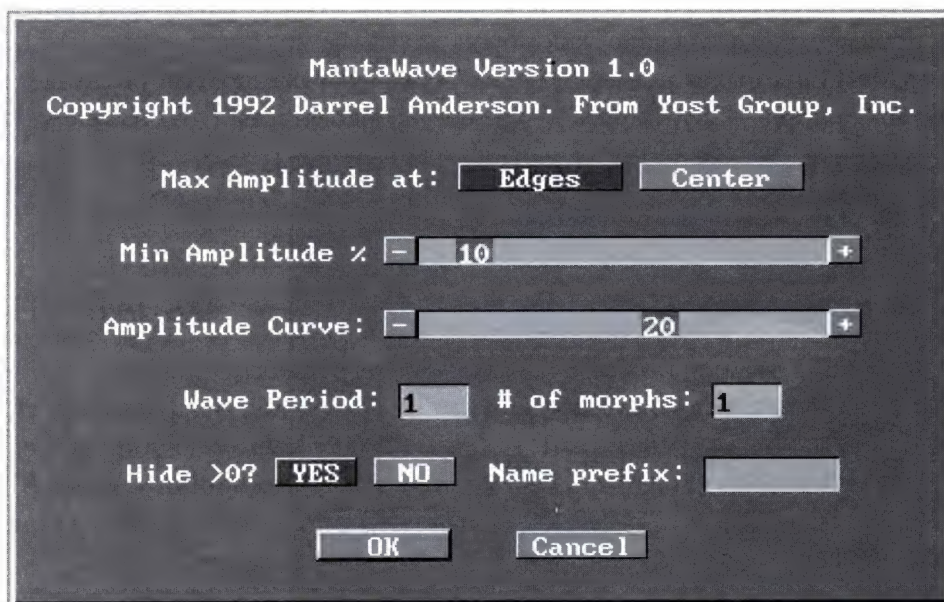 MantaWave Version 1.0
Copyright 1992 Darrel Anderson. From Yost Group, Inc.
Max Amplitude at: Edges Center
Min Amplitude % - 10 +
Amplitude Curve: - 20 +
Wave Period: 1 # of morphs: 1
Hide >0? YES NO Name prefix:
OK Cancel